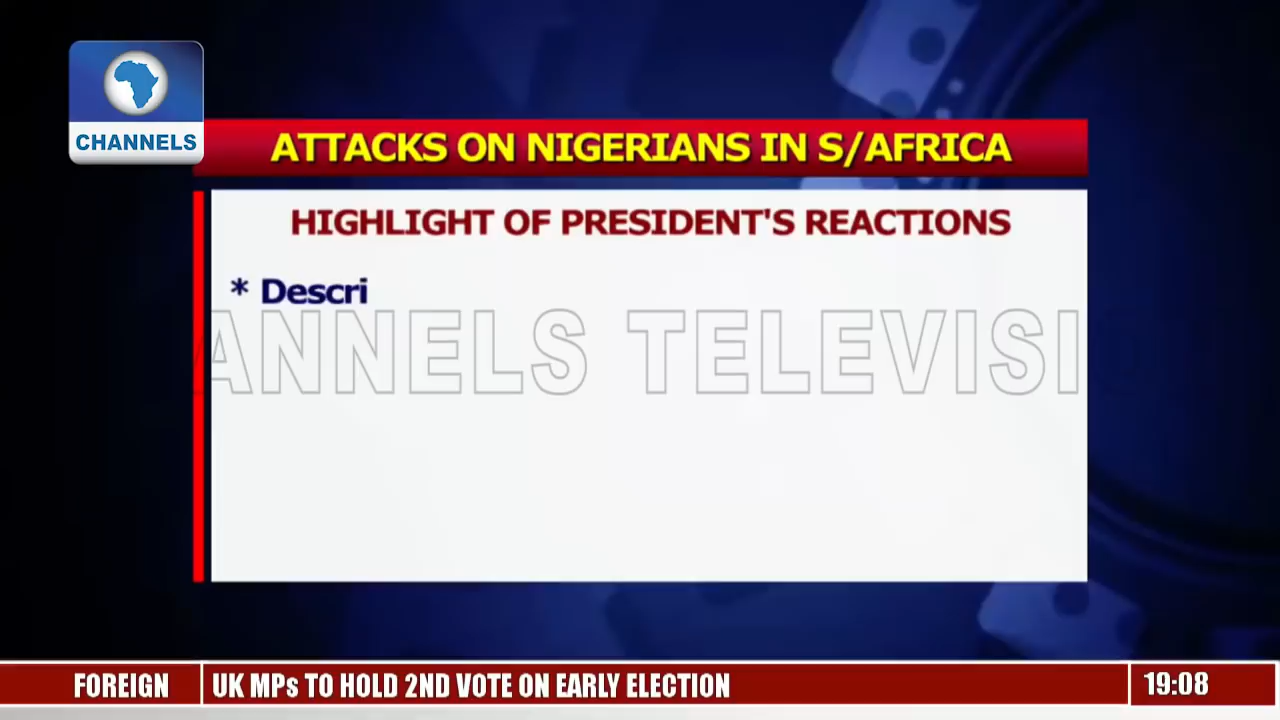 CHANNELS
ATTACKS ON NIGERIANS IN S/AFRICA
HIGHLIGHT OF PRESIDENT'S REACTIONS
* Descri
ANNELS TELEVISI
FOREIGN
UK MPs TO HOLD 2ND VOTE ON EARLY ELECTION
19:08